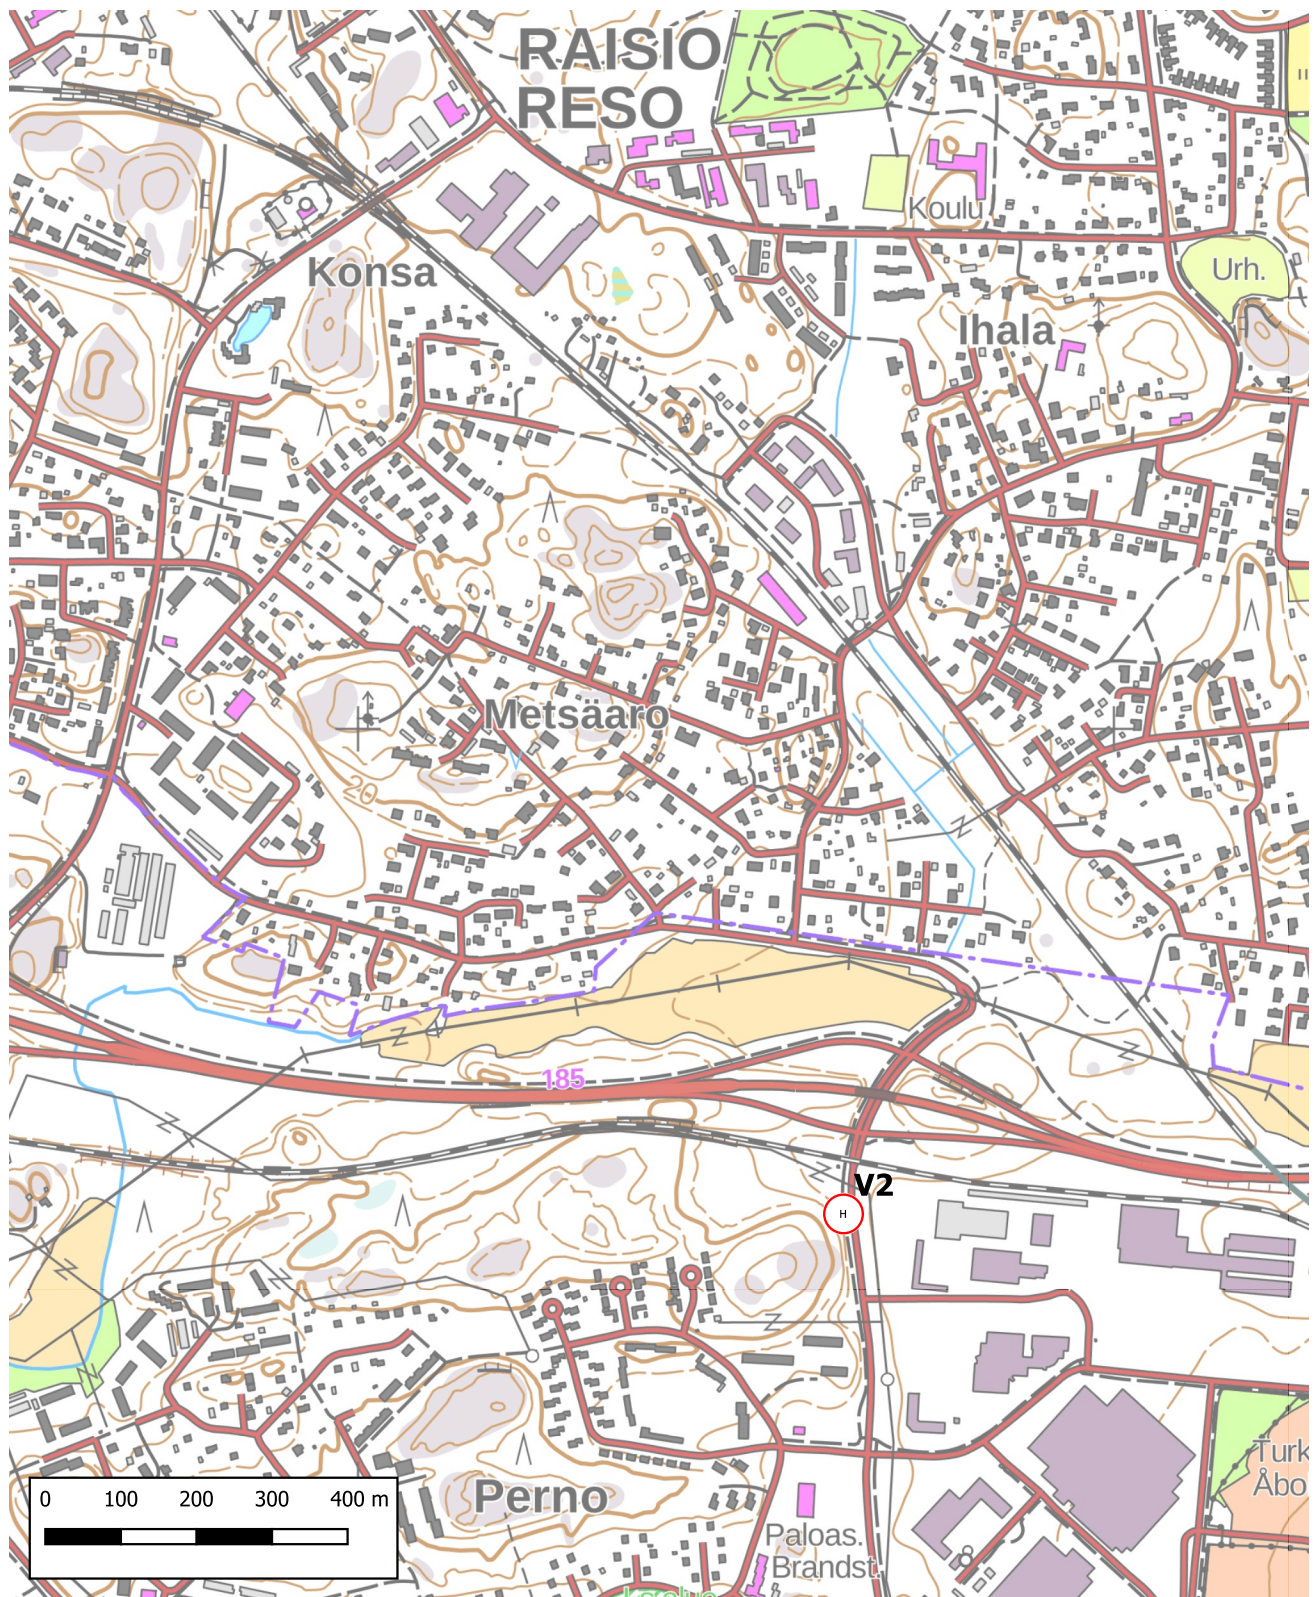 RAISIO
RESO
Koulu
Urh.
Konsa
Ihala
Metsäaro
20
185
V2
H
Perno
0 100 200 300 400 m
Turk
Åbo
Paloas.
Brandst.